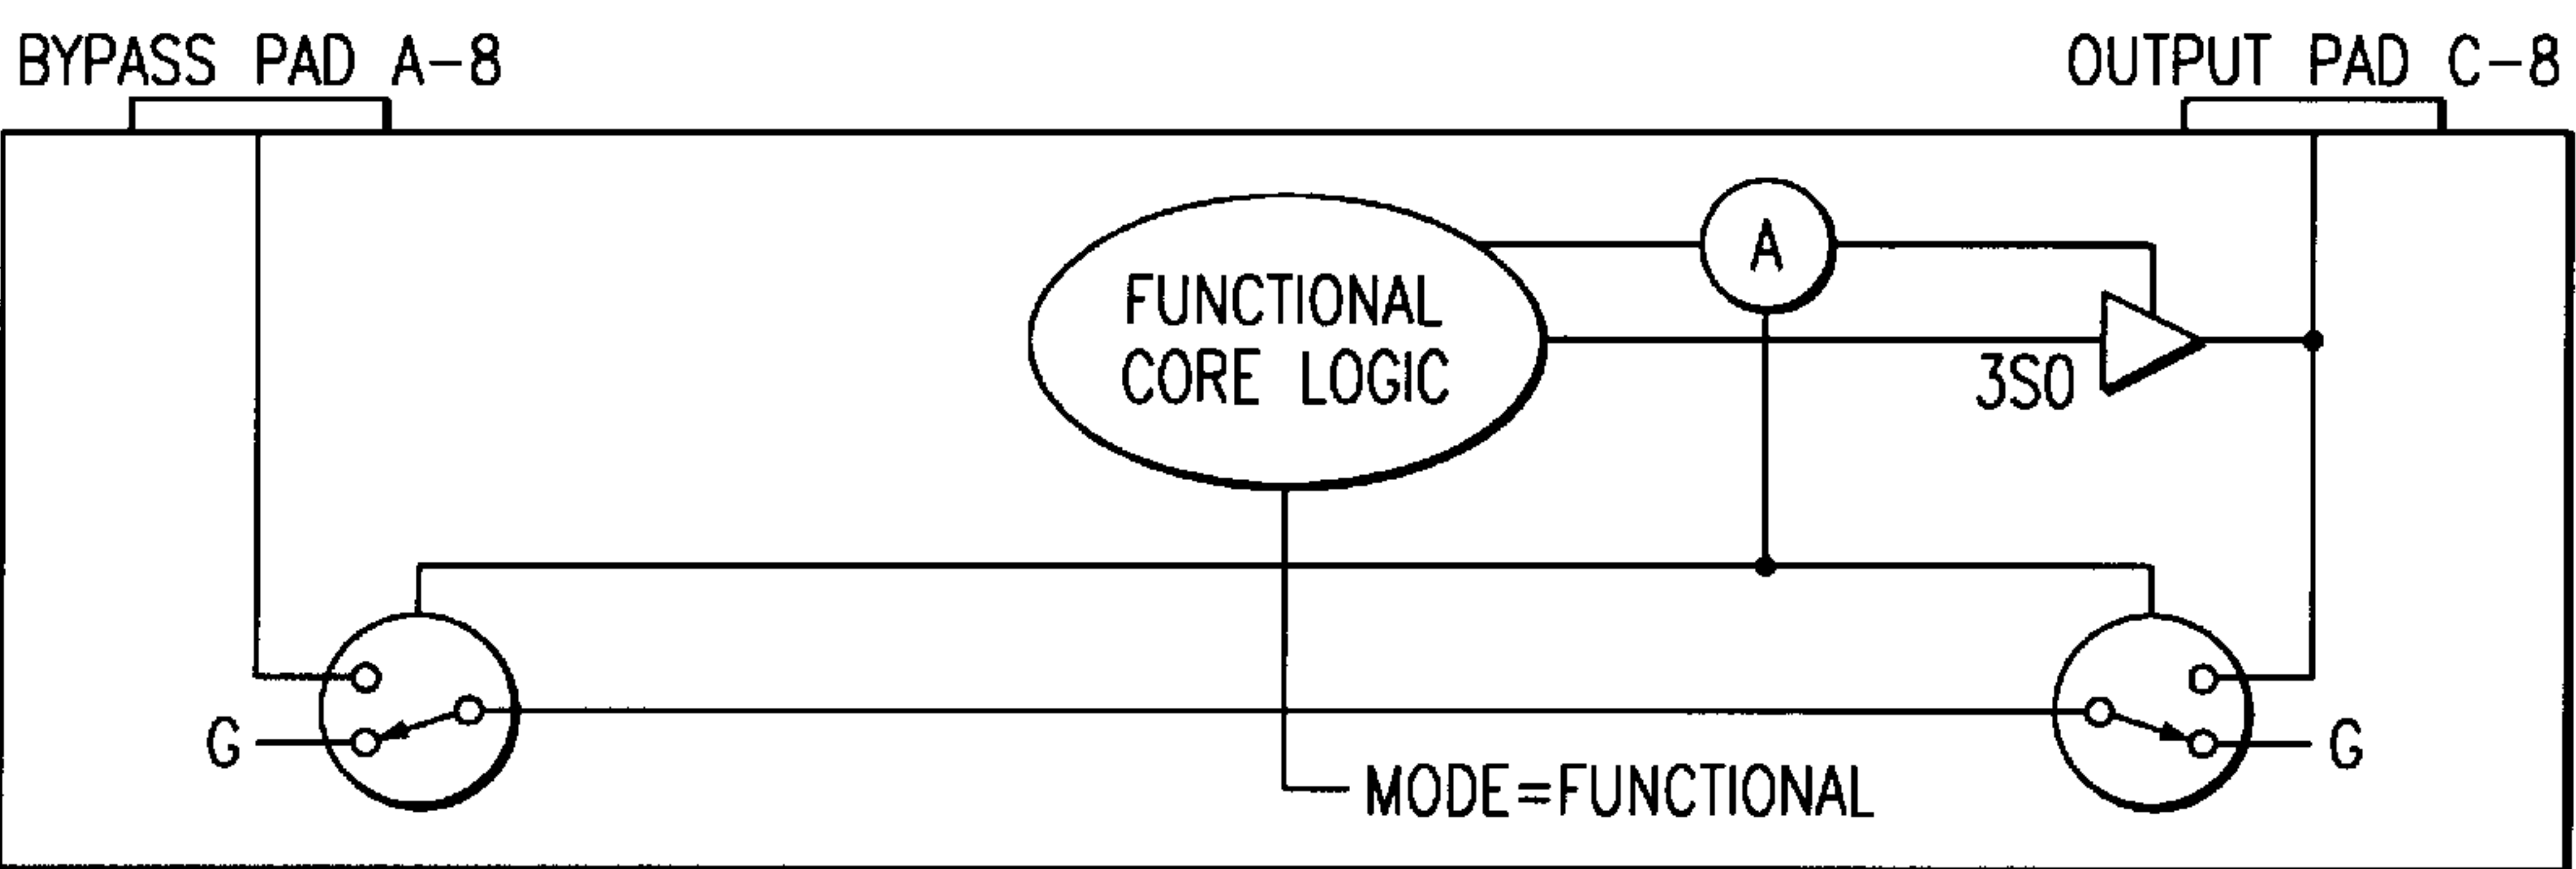 BYPASS PAD A-8
OUTPUT PAD C-8
A
FUNCTIONAL
CORE LOGIC
3SO
G
G
MODE=FUNCTIONAL